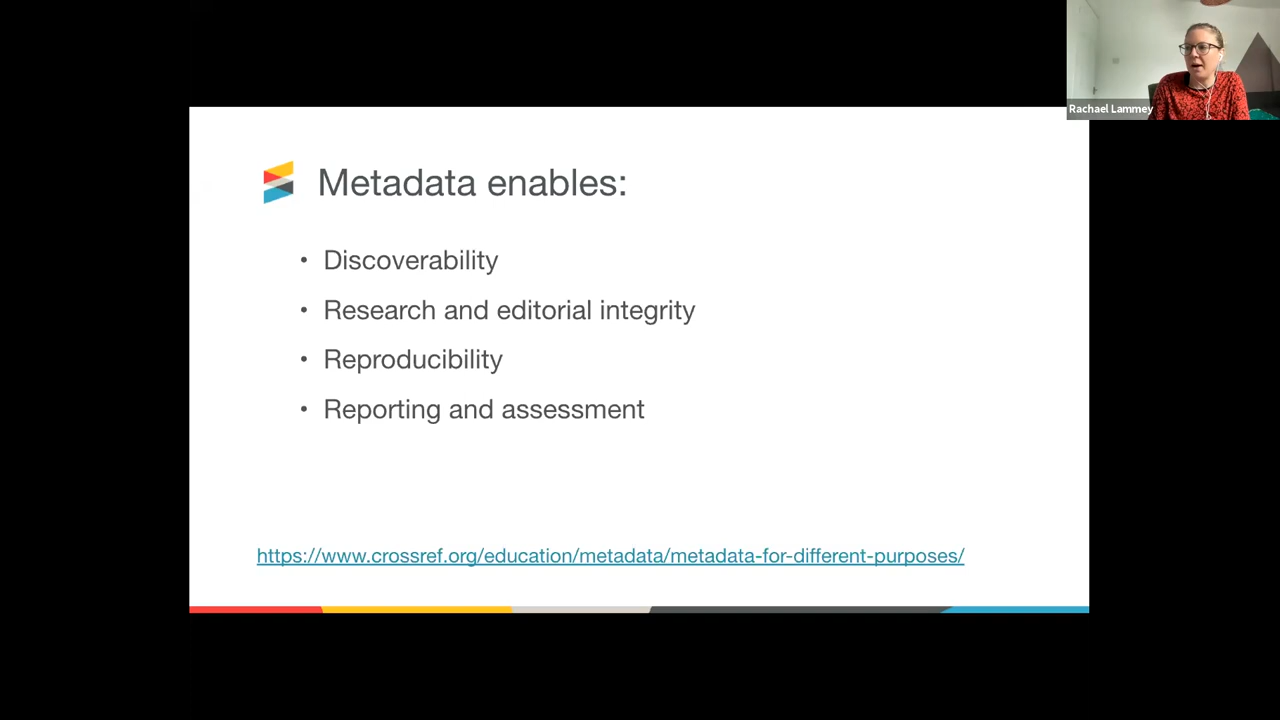 Rachael Lammey
Metadata enables:
• Discoverability
• Research and editorial integrity
• Reproducibility
• Reporting and assessment
https://www.crossref.org/education/metadata/metadata-for-different-purposes/